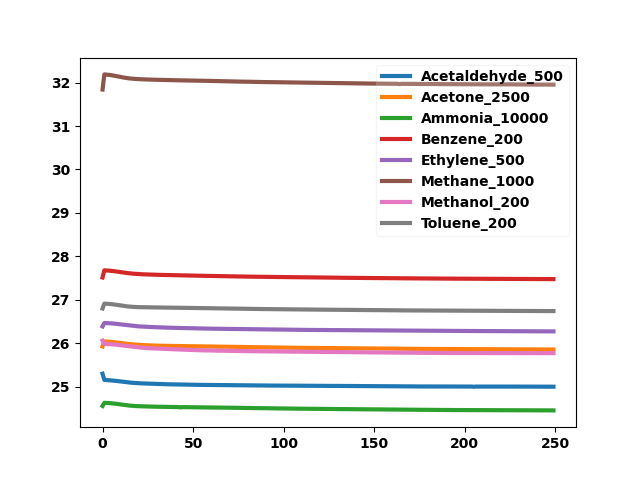 32
31
30
29
28
27
26
25
0
50
100
150
200
250
Acetaldehyde_500
Acetone_2500
Ammonia_10000
Benzene_200
Ethylene_500
Methane_1000
Methanol_200
Toluene_200